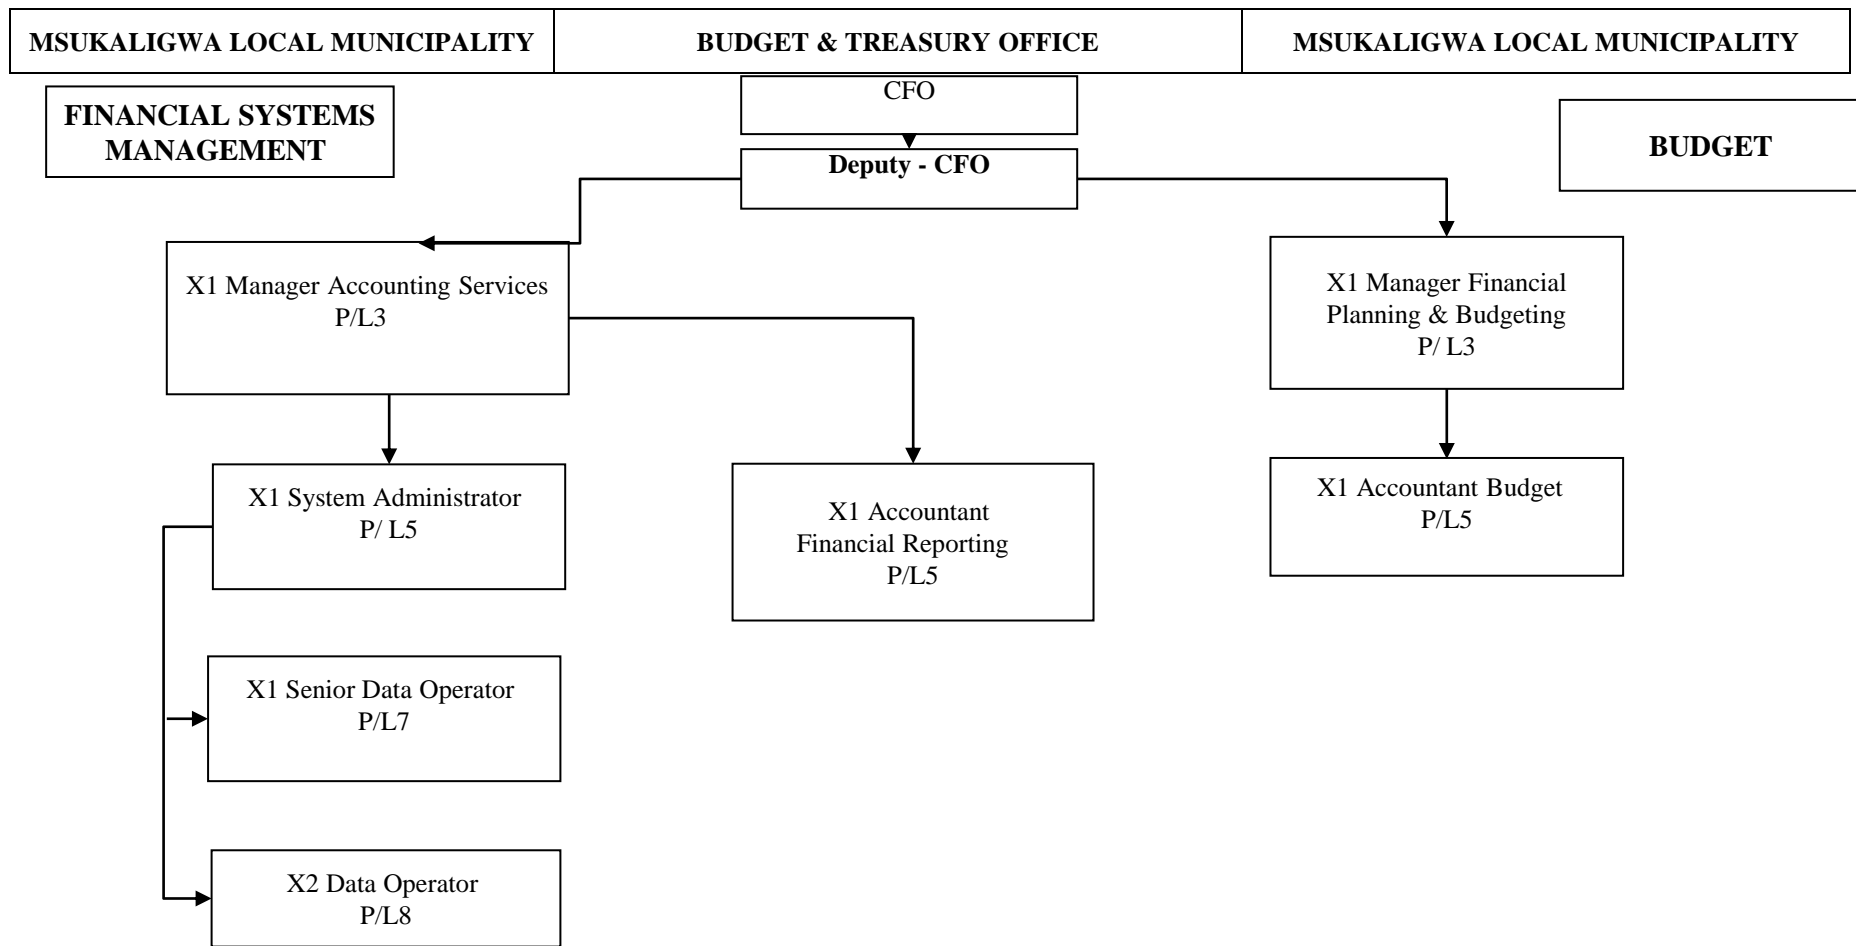 MSUKALIGWA LOCAL MUNICIPALITY
BUDGET & TREASURY OFFICE
MSUKALIGWA LOCAL MUNICIPALITY
CFO
FINANCIAL SYSTEMS
MANAGEMENT
BUDGET
Deputy - CFO
X1 Manager Accounting Services
P/L3
X1 Manager Financial
Planning & Budgeting
P/ L3
X1 System Administrator
P/ L5
X1 Accountant
Financial Reporting
P/L5
X1 Accountant Budget
P/L5
X1 Senior Data Operator
P/L7
X2 Data Operator
P/L8